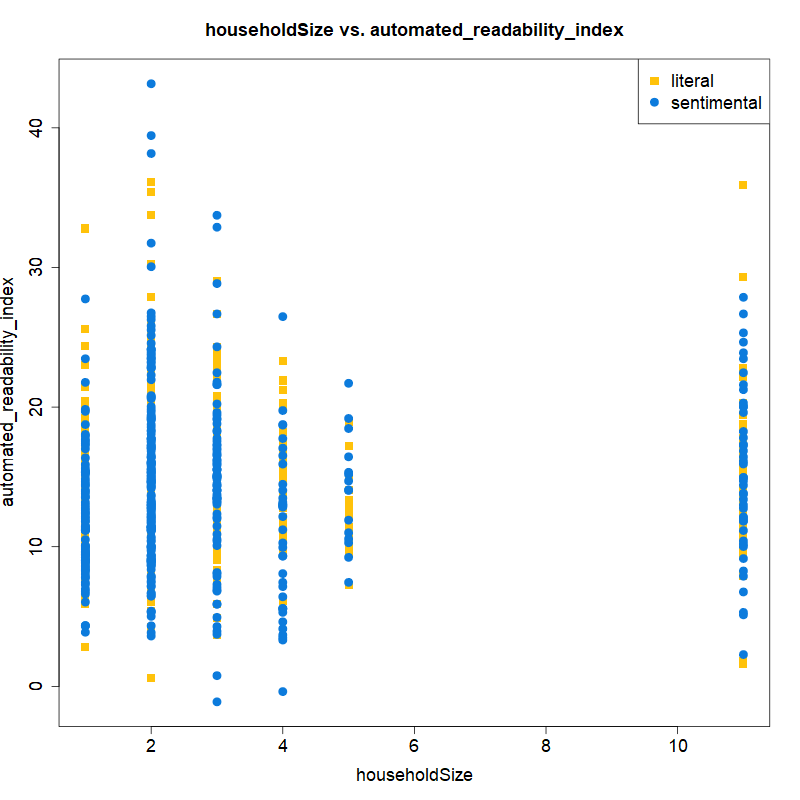 householdSize vs. automated_readability_index
literal
sentimental
40
30
20
10
0
automated_readability_index
2
4
6
8
10
householdSize